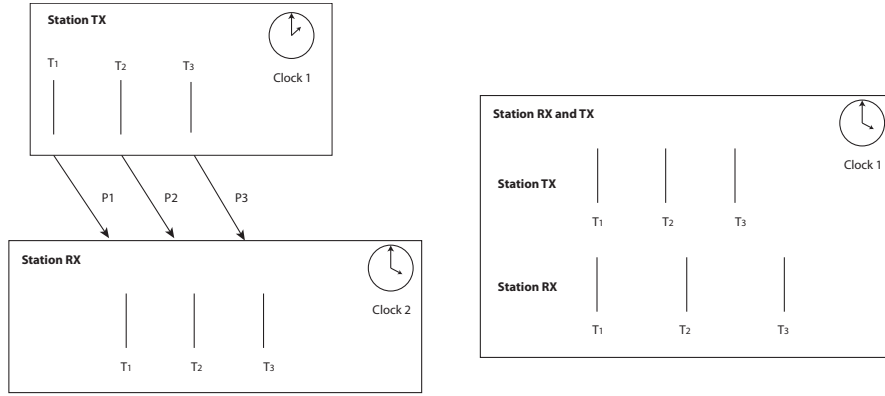 Station TX
T1 T2 T3
Clock 1
P1 P2 P3
Station RX
Clock 2
T1 T2 T3
Station RX and TX
Clock 1
Station TX
T1 T2 T3
Station RX
T1 T2 T3